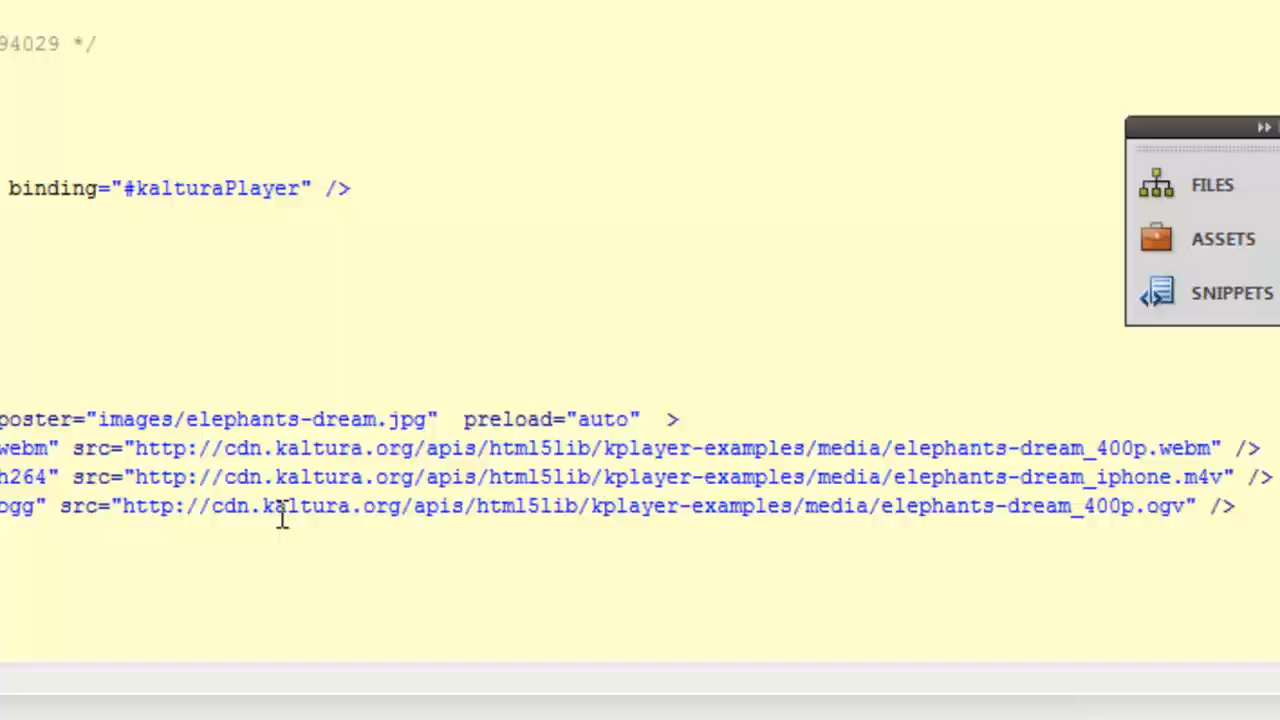 94029 */
binding="#kalturaPlayer" />
FILES
ASSETS
SNIPPETS
poster="images/elephants-dream.jpg"  preload="auto"  >
webm" src="http://cdn.kaltura.org/apis/html5lib/kplayer-examples/media/elephants-dream_400p.webm" />
h264" src="http://cdn.kaltura.org/apis/html5lib/kplayer-examples/media/elephants-dream_iphone.m4v" />
ogg" src="http://cdn.kaltura.org/apis/html5lib/kplayer-examples/media/elephants-dream_400p.ogv" />